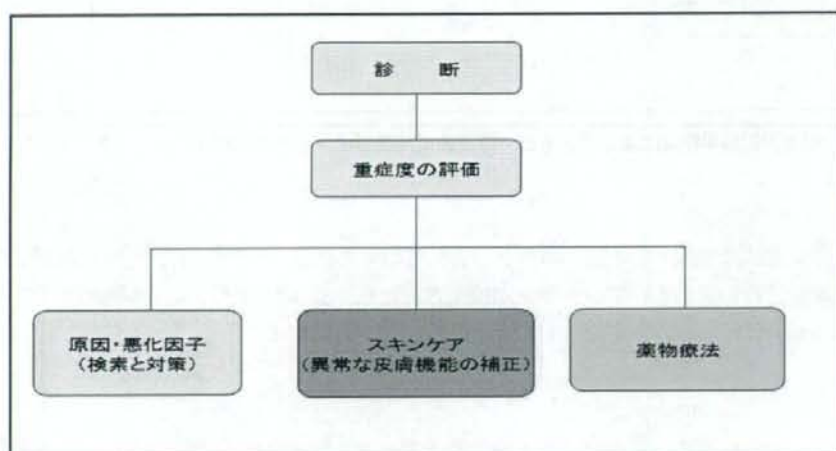 診　　断
重症度の評価
原因・悪化因子
（検素と対策）
スキンケア
（異常な皮膚機能の補正）
薬物療法